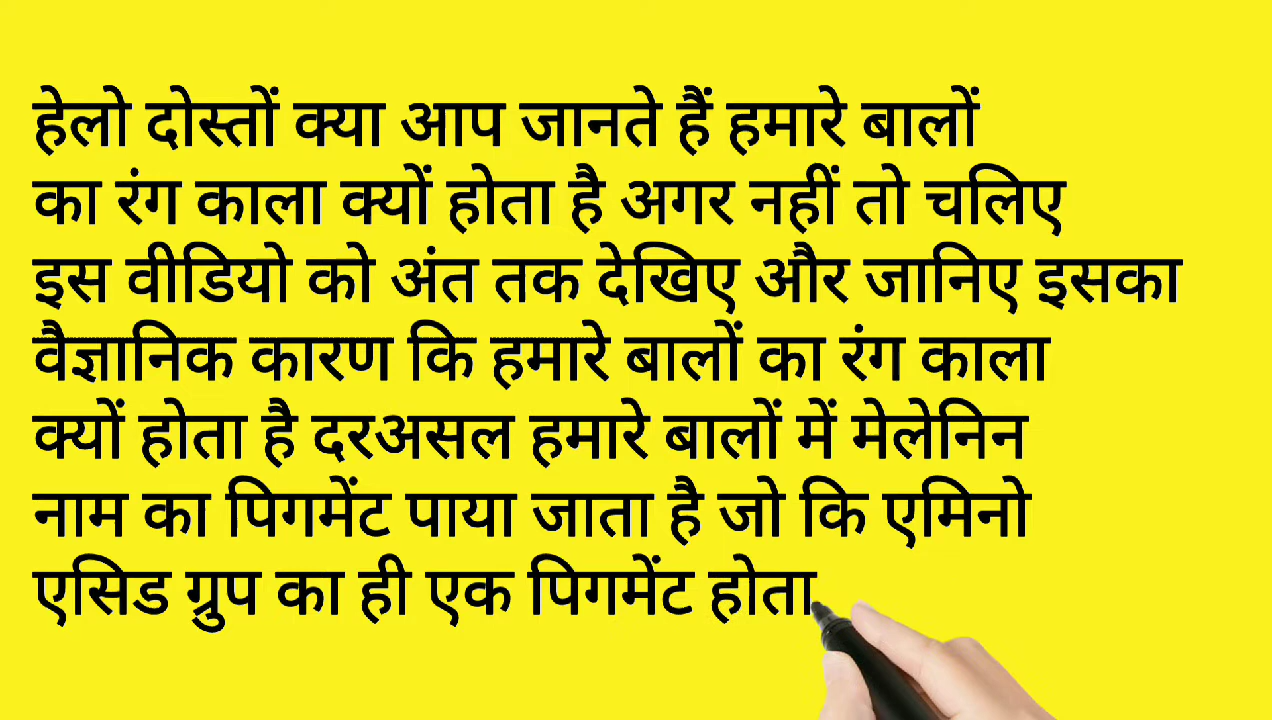 हेलो दोस्तों क्या आप जानते हैं हमारे बालों
का रंग काला क्यों होता है अगर नहीं तो चलिए
इस वीडियो को अंत तक देखिए और जानिए इसका
वैज्ञानिक कारण कि हमारे बालों का रंग काला
क्यों होता है दरअसल हमारे बालों में मेलेनिन
नाम का पिगमेंट पाया जाता है जो कि एमिनो
एसिड ग्रुप का ही एक पिगमेंट होता